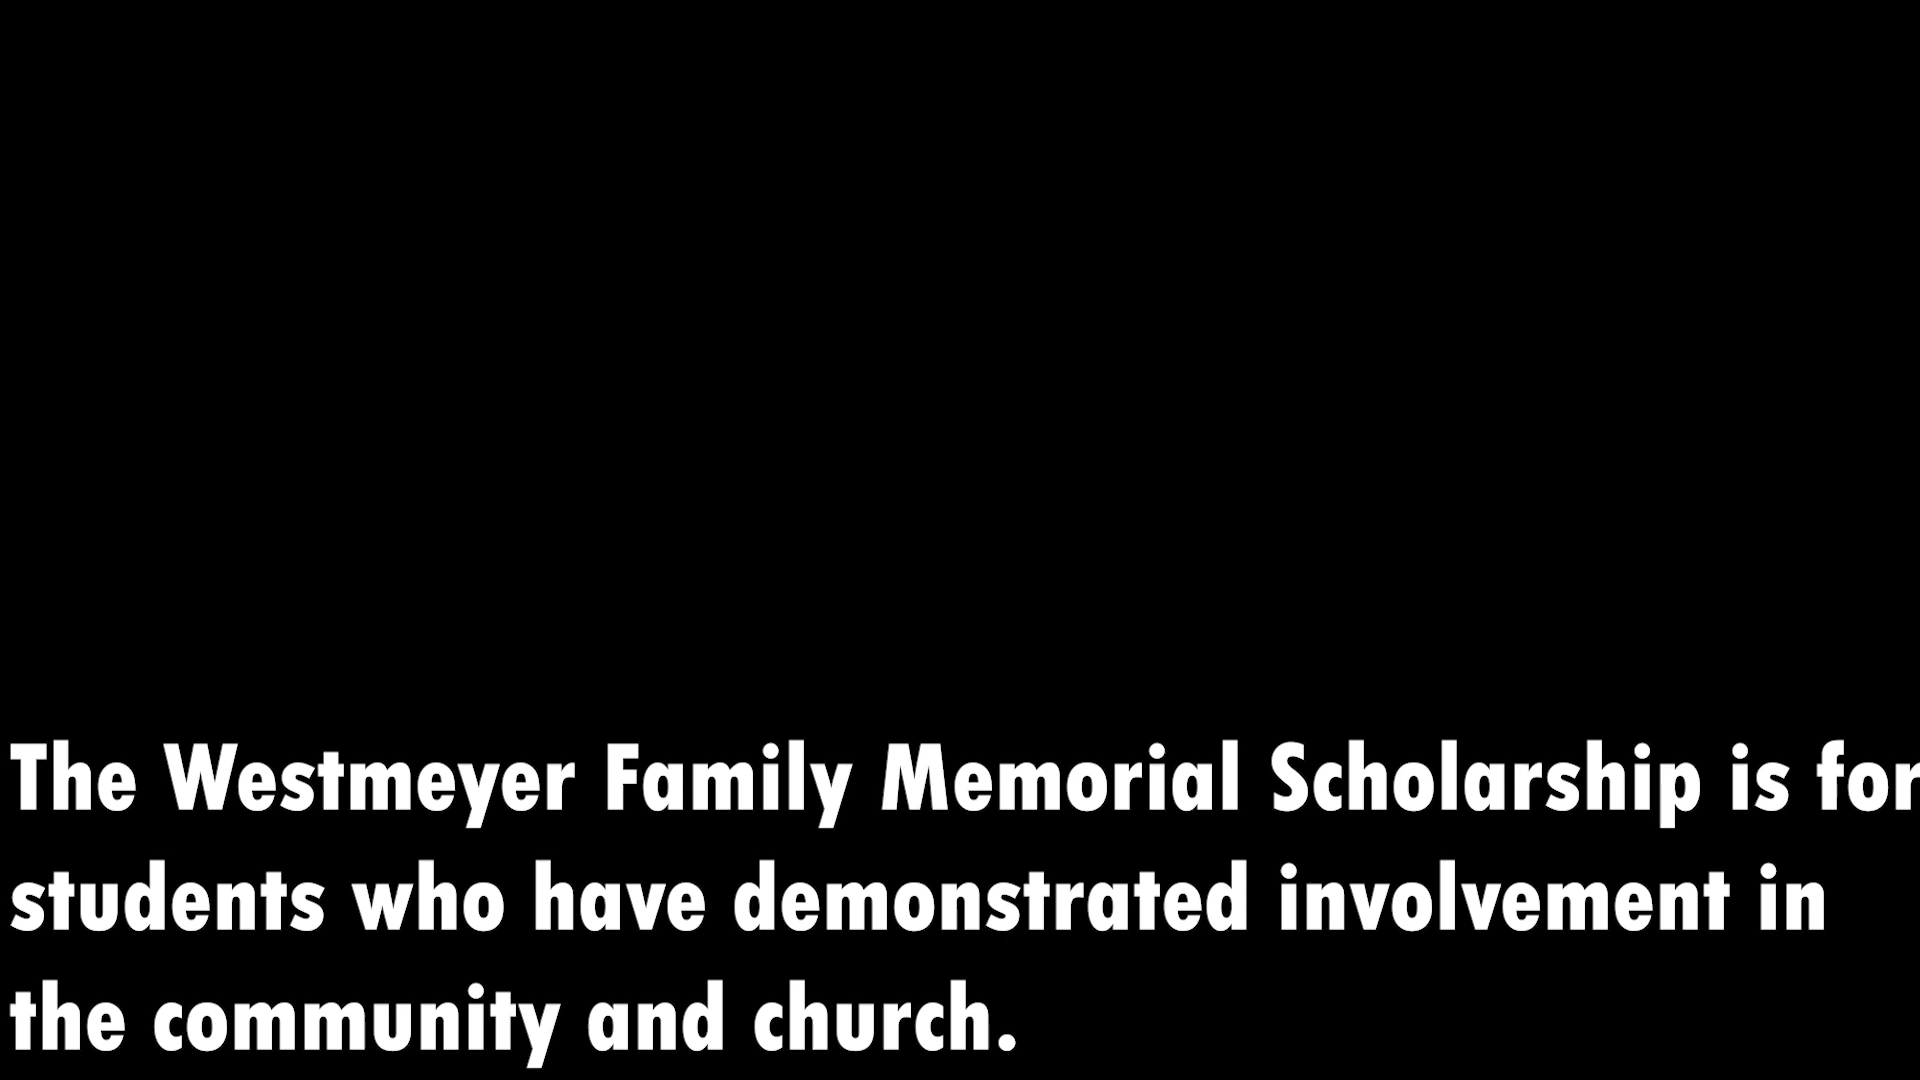 The Westmeyer Family Memorial Scholarship is for
students who have demonstrated involvement in
the community and church.